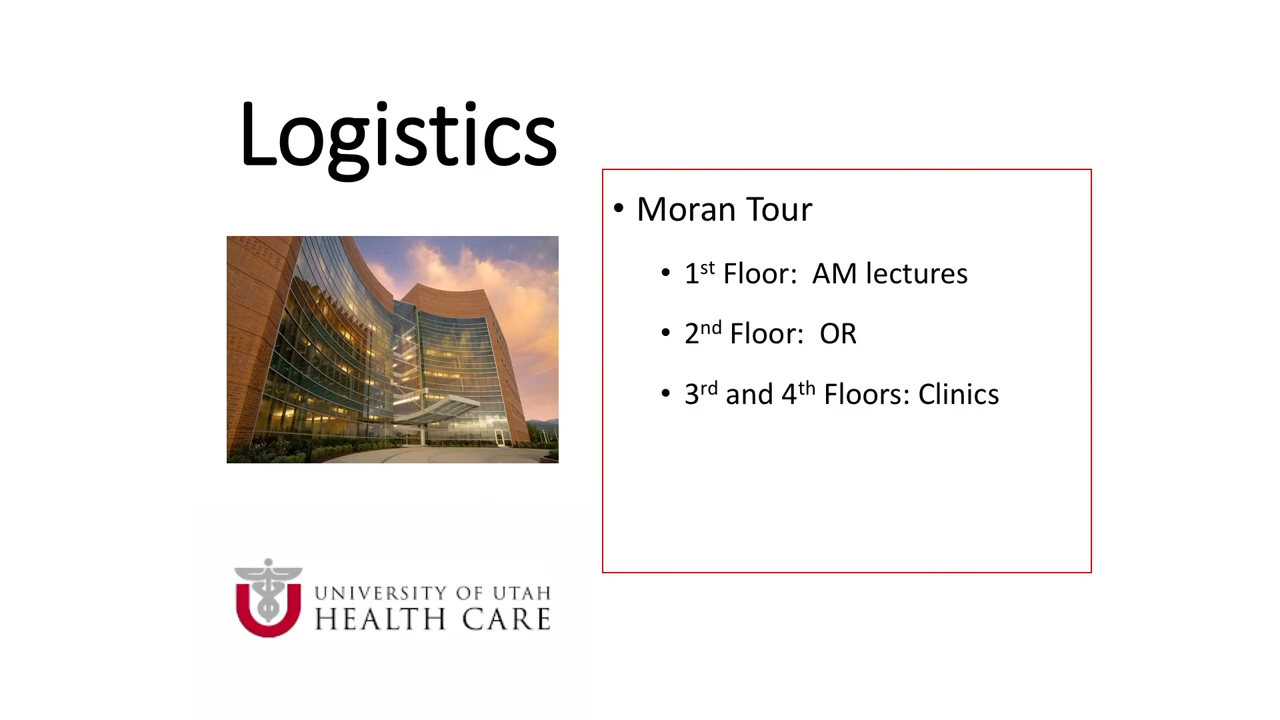 Logistics
• Moran Tour
• 1st Floor:  AM lectures
• 2nd Floor:  OR
• 3rd and 4th Floors: Clinics
UNIVERSITY OF UTAH
HEALTH CARE